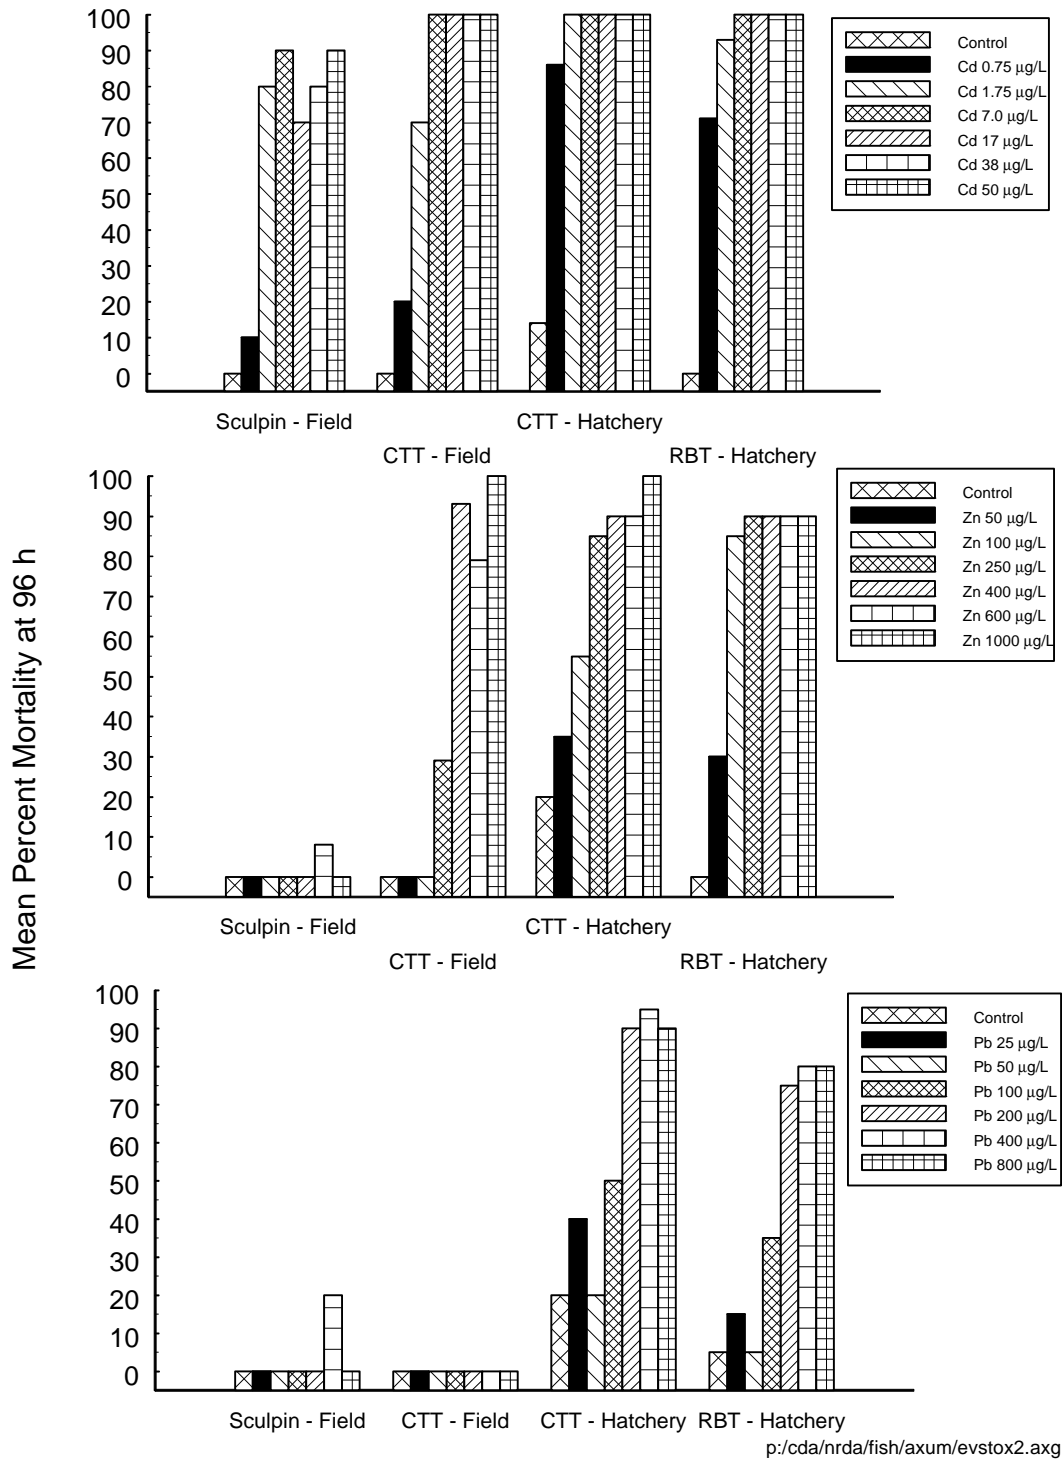 Mean Percent Mortality at 96 h
100
90
80
70
60
50
40
30
20
10
0
Sculpin - Field
CTT - Field
CTT - Hatchery
RBT - Hatchery
Control
Cd 0.75 µg/L
Cd 1.75 µg/L
Cd 7.0 µg/L
Cd 17 µg/L
Cd 38 µg/L
Cd 50 µg/L
100
90
80
70
60
50
40
30
20
10
0
Sculpin - Field
CTT - Field
CTT - Hatchery
RBT - Hatchery
Control
Zn 50 µg/L
Zn 100 µg/L
Zn 250 µg/L
Zn 400 µg/L
Zn 600 µg/L
Zn 1000 µg/L
100
90
80
70
60
50
40
30
20
10
0
Sculpin - Field
CTT - Field
CTT - Hatchery
RBT - Hatchery
Control
Pb 25 µg/L
Pb 50 µg/L
Pb 100 µg/L
Pb 200 µg/L
Pb 400 µg/L
Pb 800 µg/L
p:/cda/nrda/fish/axum/evstox2.axg